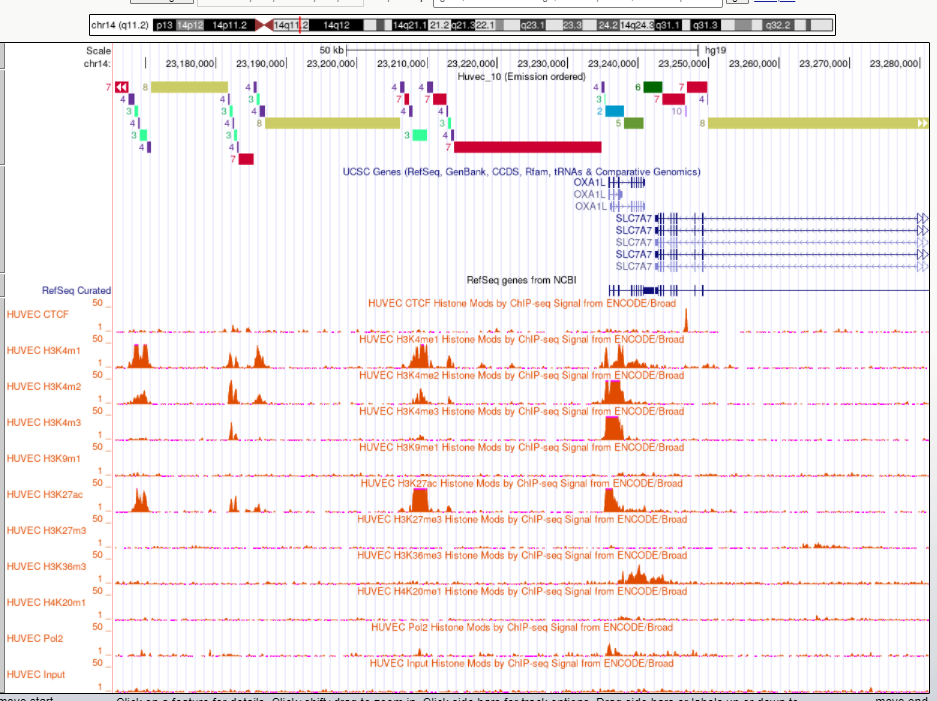 chr14 (q11.2) p13 14p12 14p11.2 14q11.2 14q12 14q21.1 21.2 q21.3 22.1 q23.1 23.3 24.2 14q24.3 q31.1 q31.3 q32.2
Scale 50 kb hg19
chr14: 23,180,000 23,190,000 23,200,000 23,210,000 23,220,000 23,230,000 23,240,000 23,250,000 23,260,000 23,270,000 23,280,000
Huvec_10 (Emission ordered)
7 8 4 4 4 6 7
4 3 7 3 7
3 3 4 4 2 10
4 4 8 3 5 8
3 3 3 4
4 4 7
7
UCSC Genes (RefSeq, GenBank, CCDS, Rfam, tRNAs & Comparative Genomics)
OXA1L
OXA1L
OXA1L
SLC7A7
SLC7A7
SLC7A7
SLC7A7
SLC7A7
RefSeq genes from NCBI
RefSeq Curated
HUVEC CTCF Histone Mods by ChIP-seq Signal from ENCODE/Broad
50
HUVEC CTCF
1
HUVEC H3K4me1 Histone Mods by ChIP-seq Signal from ENCODE/Broad
50
HUVEC H3K4m1
1
HUVEC H3K4me2 Histone Mods by ChIP-seq Signal from ENCODE/Broad
50
HUVEC H3K4m2
1
HUVEC H3K4me3 Histone Mods by ChIP-seq Signal from ENCODE/Broad
50
HUVEC H3K4m3
1
HUVEC H3K9me1 Histone Mods by ChIP-seq Signal from ENCODE/Broad
50
HUVEC H3K9m1
1
HUVEC H3K27ac Histone Mods by ChIP-seq Signal from ENCODE/Broad
50
HUVEC H3K27ac
1
HUVEC H3K27me3 Histone Mods by ChIP-seq Signal from ENCODE/Broad
50
HUVEC H3K27m3
1
HUVEC H3K36me3 Histone Mods by ChIP-seq Signal from ENCODE/Broad
50
HUVEC H3K36m3
1
HUVEC H4K20me1 Histone Mods by ChIP-seq Signal from ENCODE/Broad
50
HUVEC H4K20m1
1
HUVEC Pol2 Histone Mods by ChIP-seq Signal from ENCODE/Broad
50
HUVEC Pol2
1
HUVEC Input Histone Mods by ChIP-seq Signal from ENCODE/Broad
50
HUVEC Input
1